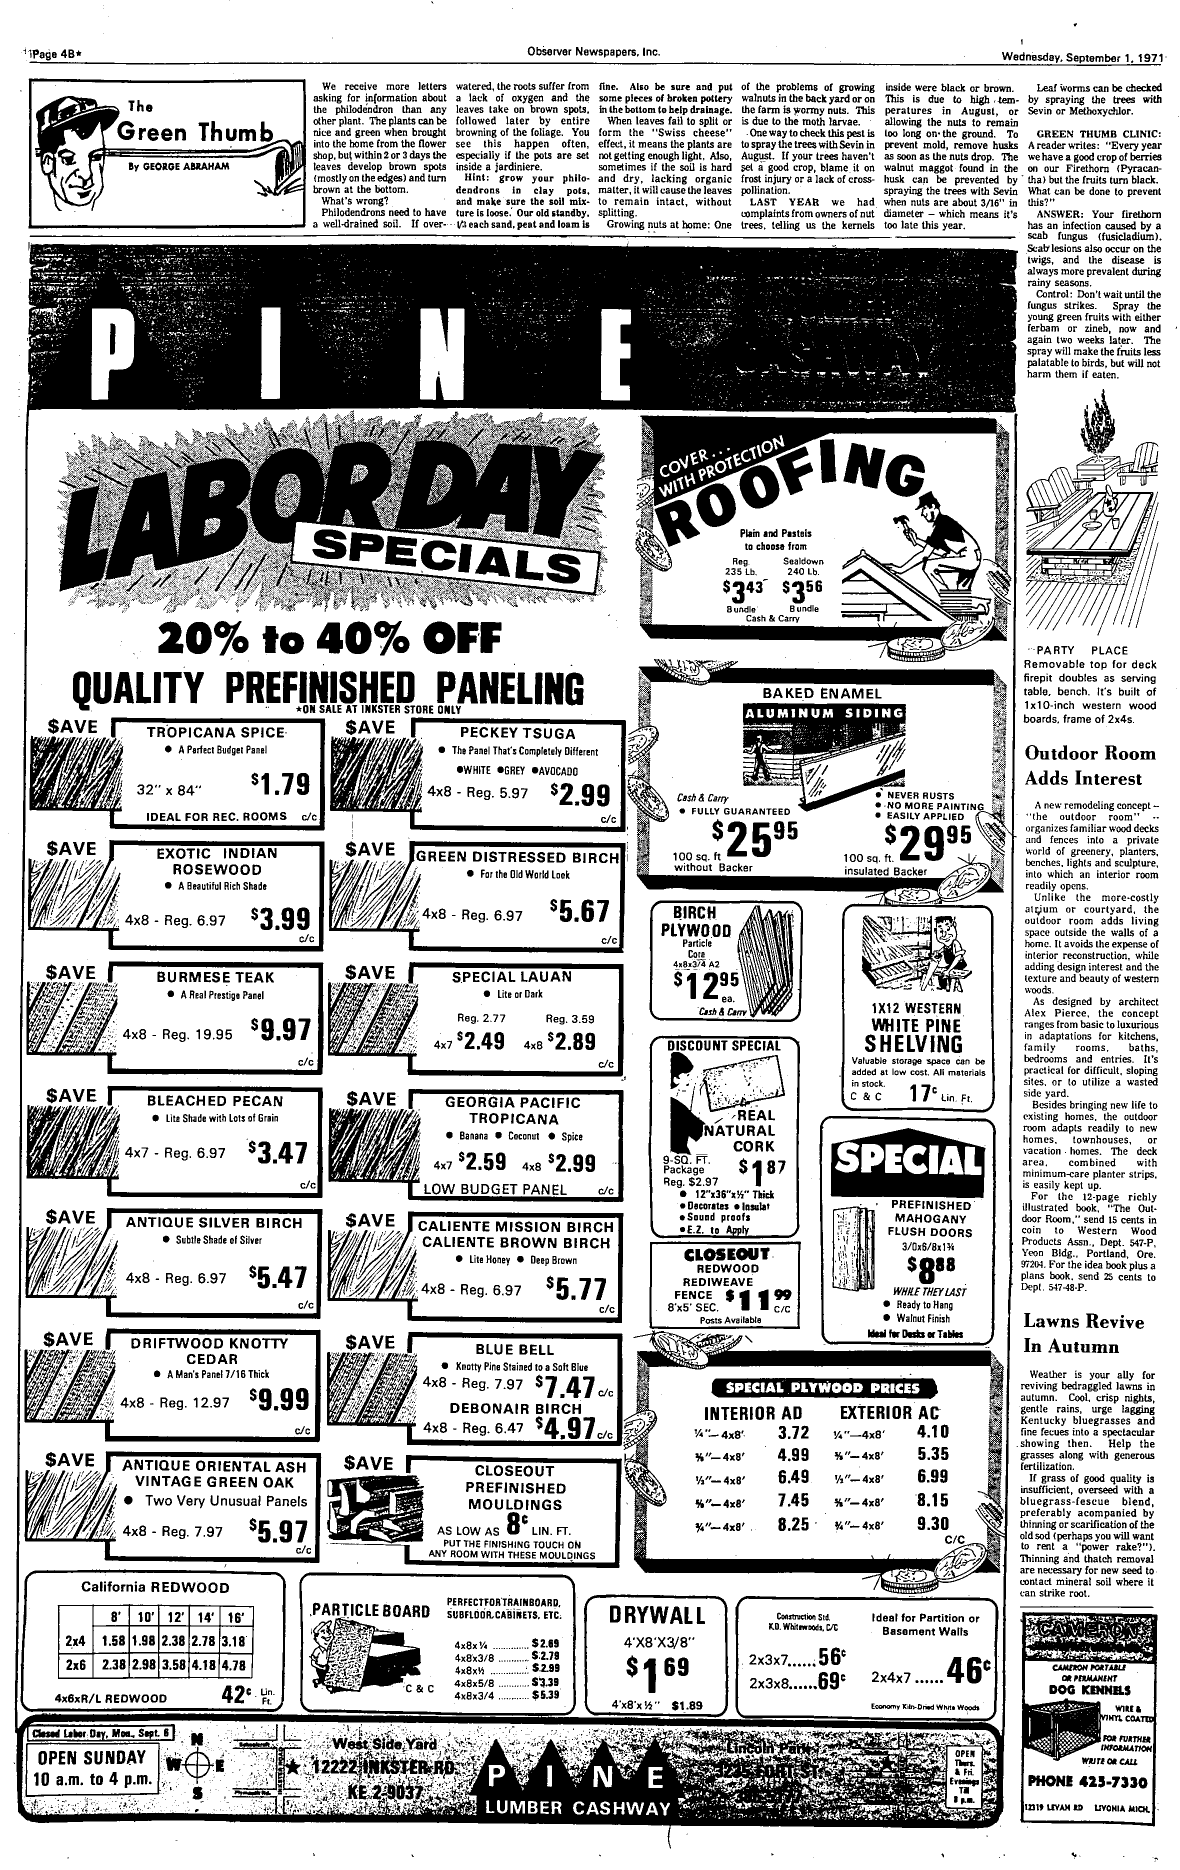 Page 4B*
Observer Newspapers, Inc.
Wednesday, September 1, 1971
The
Green Thumb
By GEORGE ABRAHAM
We receive more letters
asking for information about
the philodendron than any
other plant. The plants can be
nice and green when brought
into the home from the flower
shop, but within 2 or 3 days the
leaves develop brown spots
(mostly on the edges) and turn
brown at the bottom.
What's wrong?
Philodendrons need to have
a well-drained soil. If over-
watered, the roots suffer from
a lack of oxygen and the
leaves take on brown spots,
followed later by entire
browning of the foliage. You
see this happen often,
especially if the pots are set
inside a jardiniere.
Hint: grow your philo-
dendrons in clay pots,
and make sure the soil mix-
ture is loose. Our old standby,
1/3 each sand, peat and loam is
fine. Also be sure and put
some pieces of broken pottery
in the bottom to help drainage.
When leaves fail to split or
form the "Swiss cheese"
effect, it means the plants are
not getting enough light. Also,
sometimes if the soil is hard
and dry, lacking organic
matter, it will cause the leaves
to remain intact, without
splitting.
Growing nuts at home: One
of the problems of growing
walnuts in the back yard or on
the farm is wormy nuts. This
is due to the moth larvae.
One way to check this pest is
to spray the trees with Sevin in
August. If your trees haven't
set a good crop, blame it on
frost injury or a lack of cross-
pollination.
LAST YEAR we had
complaints from owners of nut
trees, telling us the kernels
inside were black or brown.
This is due to high tem-
peratures in August, or
allowing the nuts to remain
too long on the ground. To
prevent mold, remove husks
as soon as the nuts drop. The
walnut maggot found in the
husk can be prevented by
spraying the trees with Sevin
when nuts are about 3/16" in
diameter - which means it's
too late this year.
Leaf worms can be checked
by spraying the trees with
Sevin or Methoxychlor.
GREEN THUMB CLINIC:
A reader writes: "Every year
we have a good crop of berries
on our Firethorn (Pyracan-
tha) but the fruits turn black.
What can be done to prevent
this?"
ANSWER: Your firethorn
has an infection caused by a
scab fungus (fusicladium).
Scab lesions also occur on the
twigs, and the disease is
always more prevalent during
rainy seasons.
Control: Don't wait until the
fungus strikes. Spray the
young green fruits with either
ferbam or zineb, now and
again two weeks later. The
spray will make the fruits less
palatable to birds, but will not
harm them if eaten.
PINE
CASHWAY
LABOR DAY
SPECIALS
20% to 40% OFF
QUALITY PREFINISHED PANELING
*ON SALE AT INKSTER STORE ONLY
$AVE
TROPICANA SPICE
• A Perfect Budget Panel
32" x 84" $1.79
IDEAL FOR REC. ROOMS c/c
$AVE
PECKEY TSUGA
• The Panel That's Completely Different
•WHITE •GREY •AVOCADO
4x8 - Reg. 5.97 $2.99
c/c
$AVE
EXOTIC INDIAN
ROSEWOOD
• A Beautiful Rich Shade
4x8 - Reg. 6.97 $3.99
c/c
$AVE
GREEN DISTRESSED BIRCH
• For the Old World Look
4x8 - Reg. 6.97 $5.67
c/c
$AVE
BURMESE TEAK
• A Real Prestige Panel
4x8 - Reg. 19.95 $9.97
c/c
$AVE
SPECIAL LAUAN
• Lite or Dark
Reg. 2.77 Reg. 3.59
4x7 $2.49 4x8 $2.89
c/c
$AVE
BLEACHED PECAN
• Lite Shade with Lots of Grain
4x7 - Reg. 6.97 $3.47
c/c
$AVE
GEORGIA PACIFIC
TROPICANA
• Banana • Coconut • Spice
4x7 $2.59 4x8 $2.99
LOW BUDGET PANEL c/c
$AVE
ANTIQUE SILVER BIRCH
• Subtle Shade of Silver
4x8 - Reg. 6.97 $5.47
c/c
$AVE
CALIENTE MISSION BIRCH
CALIENTE BROWN BIRCH
• Lite Honey • Deep Brown
4x8 - Reg. 6.97 $5.77
c/c
$AVE
DRIFTWOOD KNOTTY
CEDAR
• A Man's Panel 7/16 Thick
4x8 - Reg. 12.97 $9.99
c/c
$AVE
BLUE BELL
• Knotty Pine Stained to a Soft Blue
4x8 - Reg. 7.97 $7.47 c/c
DEBONAIR BIRCH
4x8 - Reg. 6.47 $4.97 c/c
$AVE
ANTIQUE ORIENTAL ASH
VINTAGE GREEN OAK
• Two Very Unusual Panels
4x8 - Reg. 7.97 $5.97
c/c
$AVE
CLOSEOUT
PREFINISHED
MOULDINGS
AS LOW AS 8¢ LIN. FT.
PUT THE FINISHING TOUCH ON
ANY ROOM WITH THESE MOULDINGS
COVER . . .
WITH PROTECTION
ROOFING
Plain and Pastels
to choose from
Reg. Sealdown
235 Lb. 240 Lb.
$3.43 $3.56
Bundle Bundle
Cash & Carry
BAKED ENAMEL
ALUMINUM SIDING
Cash & Carry
• FULLY GUARANTEED
• NEVER RUSTS
• NO MORE PAINTING
• EASILY APPLIED
$25.95
100 sq. ft
without Backer
$29.95
100 sq. ft.
insulated Backer
BIRCH
PLYWOOD
Particle
Core
4x8x3/4 A2
$12.95
ea.
Cash & Carry
1X12 WESTERN
WHITE PINE
SHELVING
Valuable storage space can be
added at low cost. All materials
in stock.
C & C 17¢ Lin. Ft.
DISCOUNT SPECIAL
REAL
NATURAL
CORK
9-SQ. FT.
Package
Reg. $2.97
$1.87
• 12"x36"x½" Thick
• Decorates • Insulat
• Sound proofs
• E.Z. to Apply
CLOSEOUT
REDWOOD
REDIWEAVE
FENCE $11.99
8'x5' SEC. C/C
Posts Available
SPECIAL
PREFINISHED
MAHOGANY
FLUSH DOORS
3/0x6/8x1¾
$8.88
WHILE THEY LAST
• Ready to Hang
• Walnut Finish
Ideal for Desks or Tables
SPECIAL PLYWOOD PRICES
INTERIOR AD EXTERIOR AC
¼"—4x8' 3.72 ¼"—4x8' 4.10
⅜"—4x8' 4.99 ⅜"—4x8' 5.35
½"—4x8' 6.49 ½"—4x8' 6.99
⅝"—4x8' 7.45 ⅝"—4x8' 8.15
¾"—4x8' 8.25 ¾"—4x8' 9.30
C/C
California REDWOOD
8' 10' 12' 14' 16'
2x4 1.58 1.98 2.38 2.78 3.18
2x6 2.38 2.98 3.58 4.18 4.78
4x6xR/L REDWOOD 42¢ Lin. Ft.
PARTICLE BOARD
PERFECT FOR TRAINBOARD,
SUBFLOOR, CABINETS, ETC.
4x8x¼ $2.69
4x8x3/8 $2.79
4x8x½ $2.99
4x8x5/8 $3.39
4x8x3/4 $5.39
C & C
DRYWALL
4'X8'X3/8"
$1.69
4'x8'x½" $1.89
Construction Std.
K.D. Whitewoods, C/C
2x3x7......56¢
2x3x8......69¢
Ideal for Partition or
Basement Walls
2x4x7......46¢
Economy Kiln-Dried White Woods
Closed Labor Day, Mon., Sept. 6
OPEN SUNDAY
10 a.m. to 4 p.m.
N
W E
S
West Side Yard
12222 INKSTER RD.
KE 2-9037
PINE
LUMBER CASHWAY
Lincoln Park
3255 FORT ST.
OPEN
Thurs.
& Fri.
Evenings
Til
8 p.m.
PARTY PLACE
Removable top for deck
firepit doubles as serving
table, bench. It's built of
1x10-inch western wood
boards, frame of 2x4s.
Outdoor Room
Adds Interest
A new remodeling concept --
"the outdoor room" --
organizes familiar wood decks
and fences into a private
world of greenery, planters,
benches, lights and sculpture,
into which an interior room
readily opens.
Unlike the more-costly
atrium or courtyard, the
outdoor room adds living
space outside the walls of a
home. It avoids the expense of
interior reconstruction, while
adding design interest and the
texture and beauty of western
woods.
As designed by architect
Alex Pierce, the concept
ranges from basic to luxurious
in adaptations for kitchens,
family rooms, baths,
bedrooms and entries. It's
practical for difficult, sloping
sites, or to utilize a wasted
side yard.
Besides bringing new life to
existing homes, the outdoor
room adapts readily to new
homes, townhouses, or
vacation homes. The deck
area, combined with
minimum-care planter strips,
is easily kept up.
For the 12-page richly
illustrated book, "The Out-
door Room," send 15 cents in
coin to Western Wood
Products Assn., Dept. 547-P,
Yeon Bldg., Portland, Ore.
97204. For the idea book plus a
plans book, send 25 cents to
Dept. 547-48-P.
Lawns Revive
In Autumn
Weather is your ally for
reviving bedraggled lawns in
autumn. Cool, crisp nights,
gentle rains, urge lagging
Kentucky bluegrasses and
fine fecues into a spectacular
showing then. Help the
grasses along with generous
fertilization.
If grass of good quality is
insufficient, overseed with a
bluegrass-fescue blend,
preferably acompanied by
thinning or scarification of the
old sod (perhaps you will want
to rent a "power rake?").
Thinning and thatch removal
are necessary for new seed to
contact mineral soil where it
can strike root.
CAMERON
CAMERON PORTABLE
OR PERMANENT
DOG KENNELS
WIRE &
VINYL COATED
FOR FURTHER
INFORMATION
WRITE OR CALL
PHONE 425-7330
12319 LEVAN RD LIVONIA MICH.